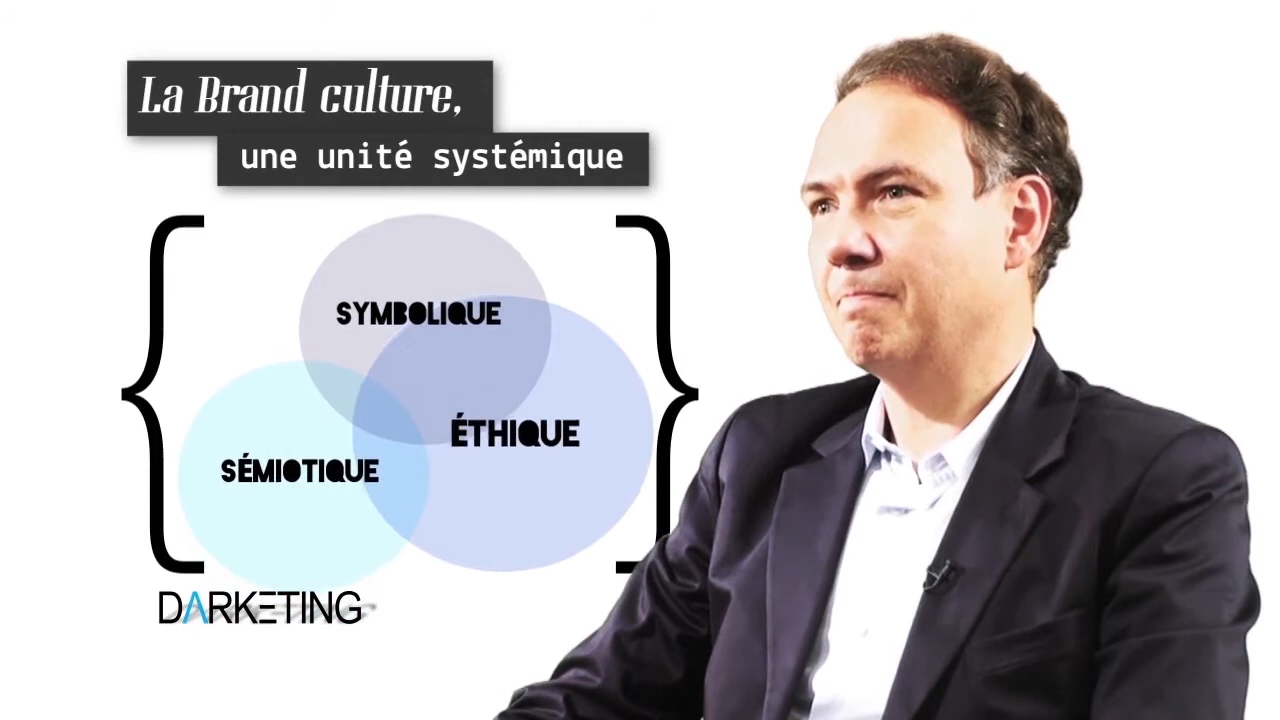 La Brand culture,
une unité systémique
SYMBOLIQUE
ÉTHIQUE
SÉMIOTIQUE
DARKETING